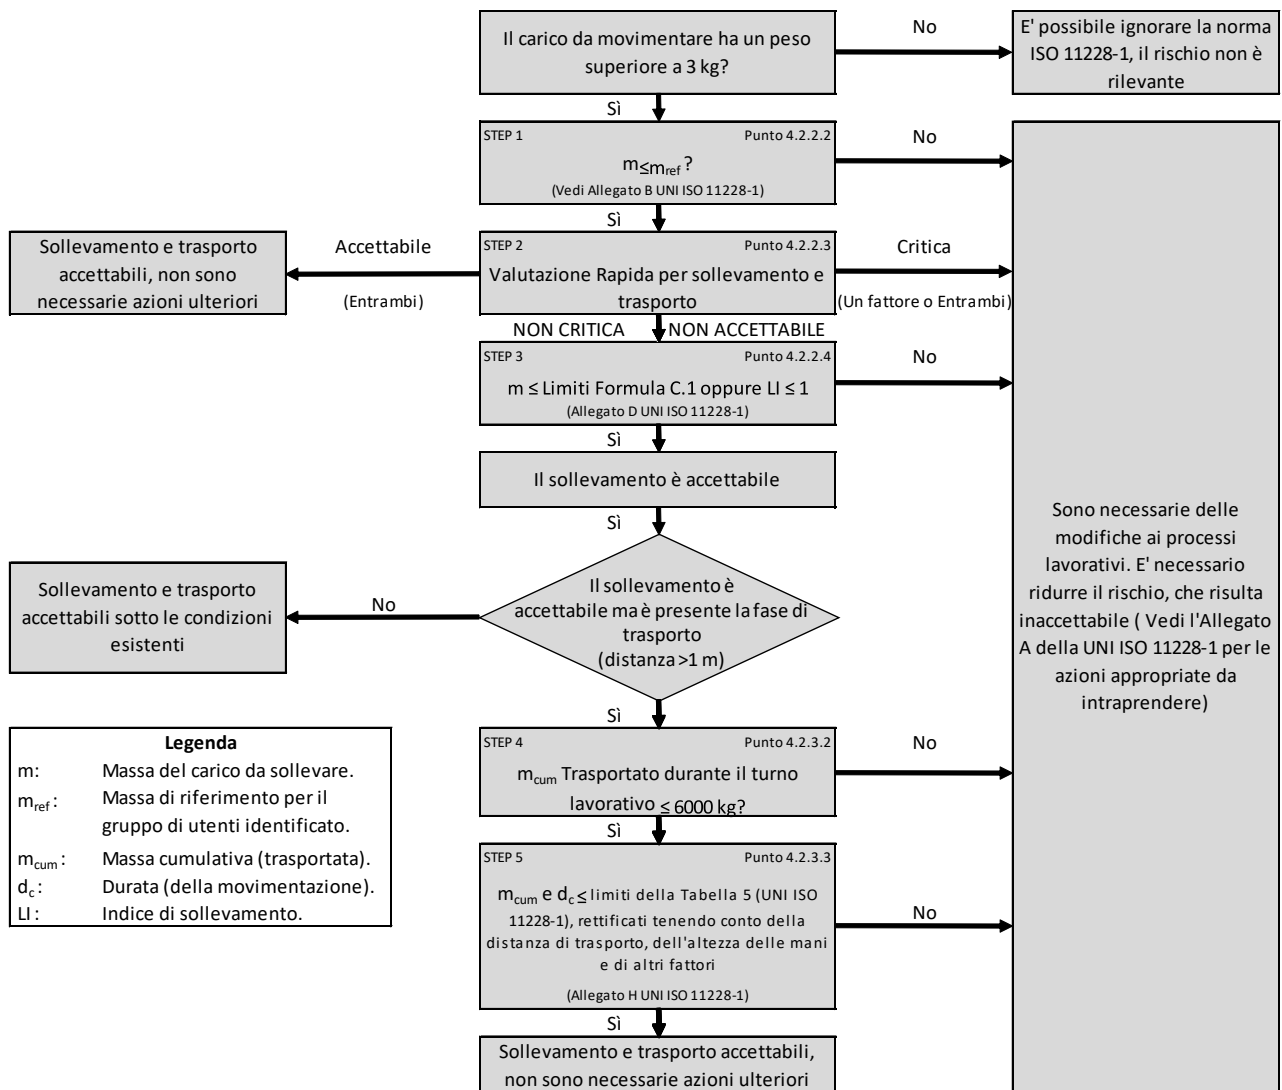 Il carico da movimentare ha un peso
superiore a 3 kg?
No
E' possibile ignorare la norma
ISO 11228-1, il rischio non è
rilevante
Sì
STEP 1 Punto 4.2.2.2
m≤mref ?
(Vedi Allegato B UNI ISO 11228-1)
No
Sì
Sollevamento e trasporto
accettabili, non sono
necessarie azioni ulteriori
Accettabile
(Entrambi)
STEP 2 Punto 4.2.2.3
Valutazione Rapida per sollevamento e
trasporto
Critica
(Un fattore o Entrambi)
NON CRITICA NON ACCETTABILE
STEP 3 Punto 4.2.2.4
m ≤ Limiti Formula C.1 oppure LI ≤ 1
(Allegato D UNI ISO 11228-1)
No
Sì
Il sollevamento è accettabile
Sì
Sono necessarie delle
modifiche ai processi
lavorativi. E' necessario
ridurre il rischio, che risulta
inaccettabile ( Vedi l'Allegato
A della UNI ISO 11228-1 per le
azioni appropriate da
intraprendere)
Il sollevamento è
accettabile ma è presente la fase di
trasporto
(distanza >1 m)
No
Sollevamento e trasporto
accettabili sotto le condizioni
esistenti
Sì
STEP 4 Punto 4.2.3.2
mcum Trasportato durante il turno
lavorativo ≤ 6000 kg?
No
Sì
Legenda
m: Massa del carico da sollevare.
mref : Massa di riferimento per il
gruppo di utenti identificato.
mcum : Massa cumulativa (trasportata).
dc : Durata (della movimentazione).
LI : Indice di sollevamento.
STEP 5 Punto 4.2.3.3
mcum e dc ≤ limiti della Tabella 5 (UNI ISO
11228-1), rettificati tenendo conto della
distanza di trasporto, dell'altezza delle mani
e di altri fattori
(Allegato H UNI ISO 11228-1)
No
Sì
Sollevamento e trasporto accettabili,
non sono necessarie azioni ulteriori